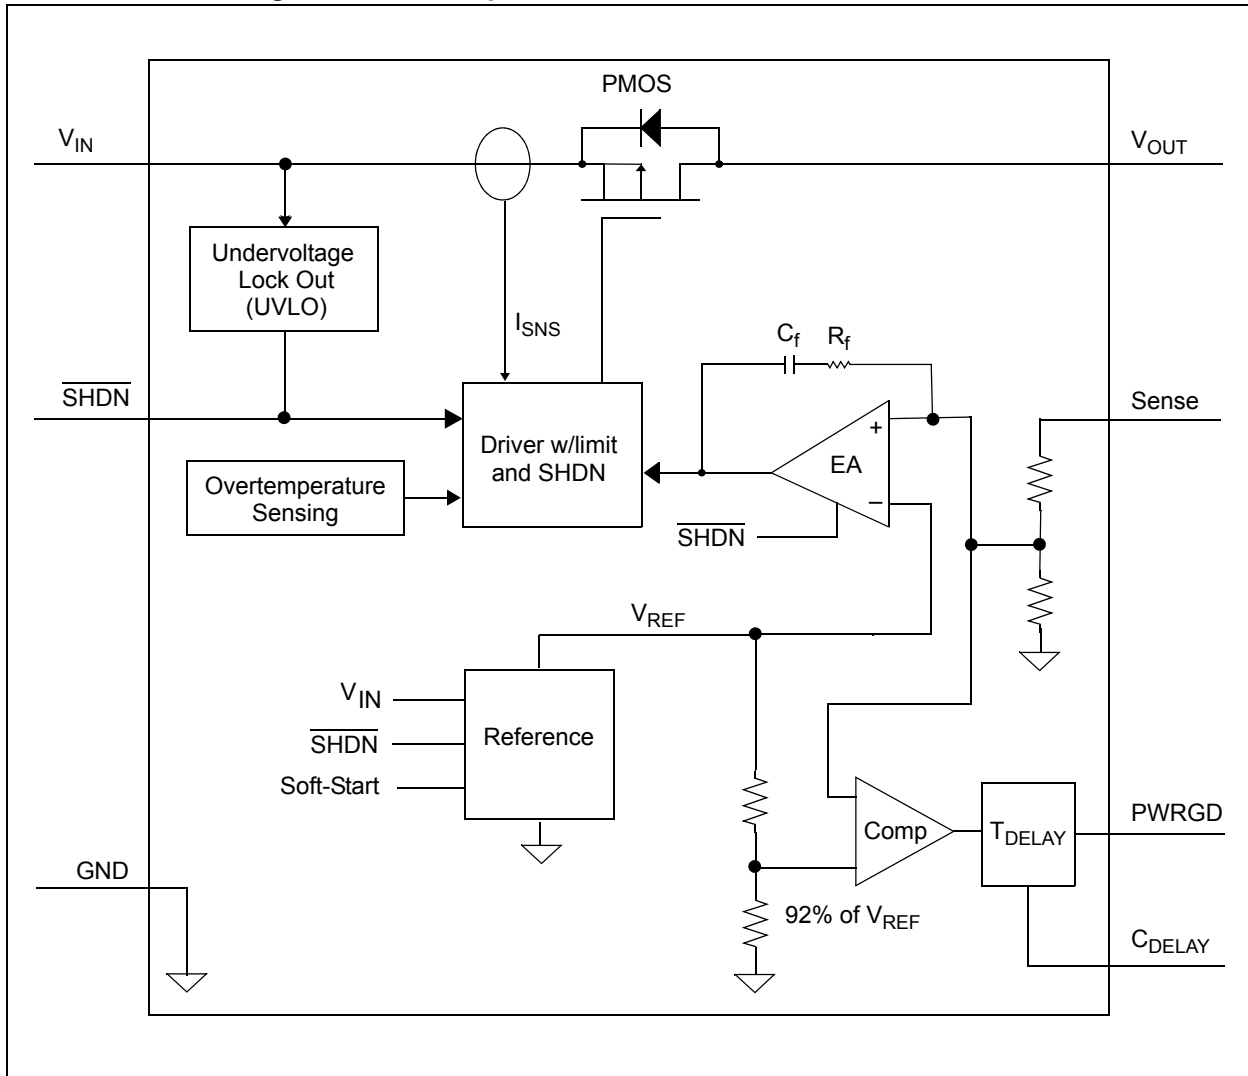 PMOS
V_IN
V_OUT
Undervoltage
Lock Out
(UVLO)
I_SNS
C_f
R_f
SHDN
Sense
Driver w/limit
and SHDN
+
EA
−
Overtemperature
Sensing
SHDN
V_REF
V_IN
SHDN
Soft-Start
Reference
Comp
T_DELAY
PWRGD
GND
92% of V_REF
C_DELAY